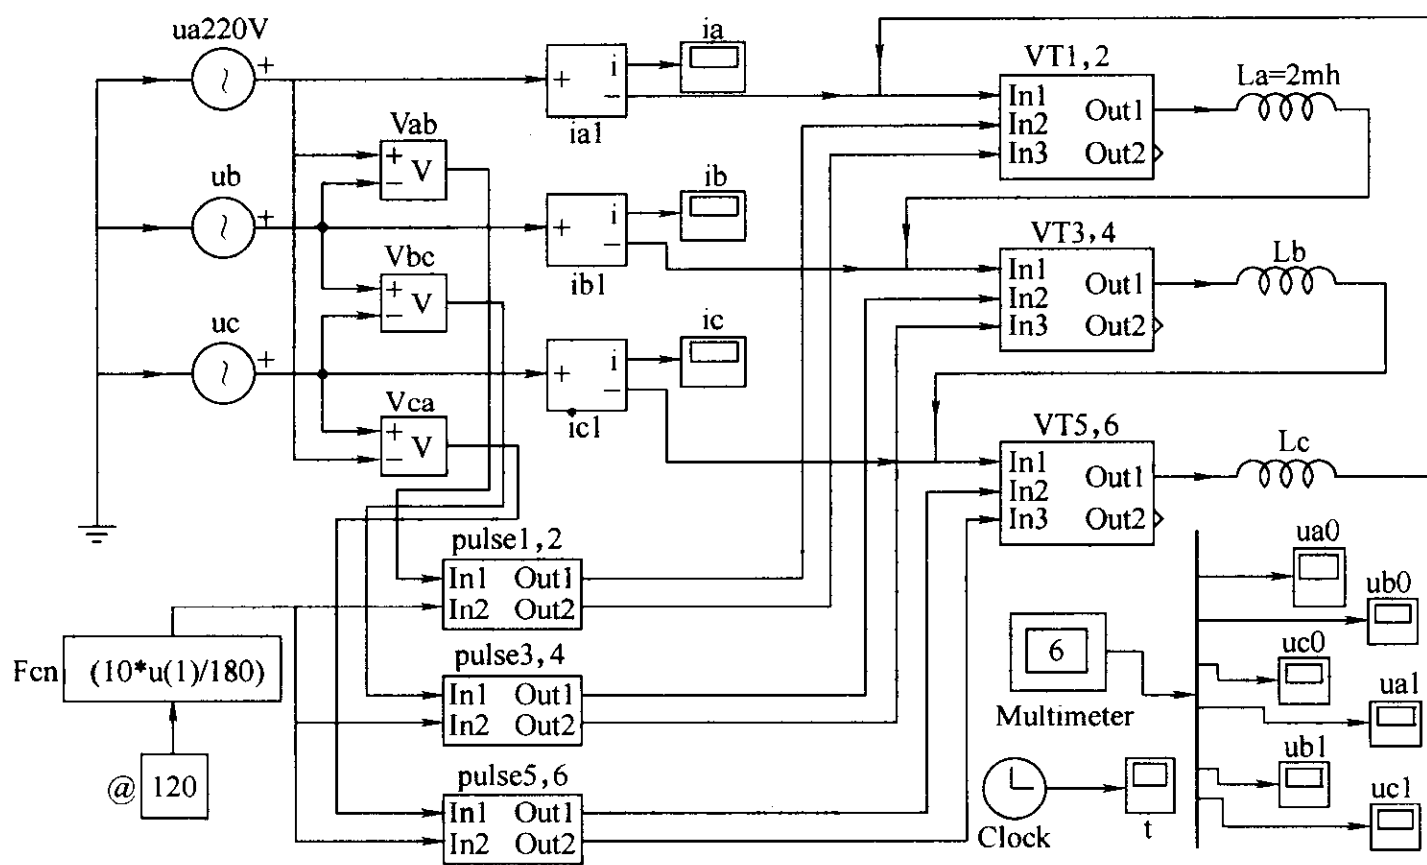 ua220V
+
ia
i
+
−
ia1
VT1,2
In1
In2
In3
Out1
Out2
La=2mh
Vab
+
−
V
ub
+
ib
i
+
−
ib1
VT3,4
In1
In2
In3
Out1
Out2
Lb
Vbc
+
−
V
uc
+
ic
i
+
−
ic1
Vca
+
−
V
VT5,6
In1
In2
In3
Out1
Out2
Lc
pulse1,2
In1 Out1
In2 Out2
Fcn
(10*u(1)/180)
pulse3,4
In1 Out1
In2 Out2
@
120
pulse5,6
In1 Out1
In2 Out2
6
Multimeter
Clock
t
ua0
ub0
uc0
ua1
ub1
uc1